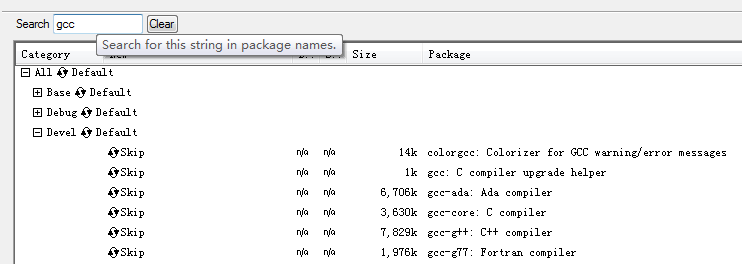 Search gcc Clear
Search for this string in package names.
Category Size Package
All Default
Base Default
Debug Default
Devel Default
Skip n/a n/a 14k colorgcc: Colorizer for GCC warning/error messages
Skip n/a n/a 1k gcc: C compiler upgrade helper
Skip n/a n/a 6,706k gcc-ada: Ada compiler
Skip n/a n/a 3,630k gcc-core: C compiler
Skip n/a n/a 7,829k gcc-g++: C++ compiler
Skip n/a n/a 1,976k gcc-g77: Fortran compiler